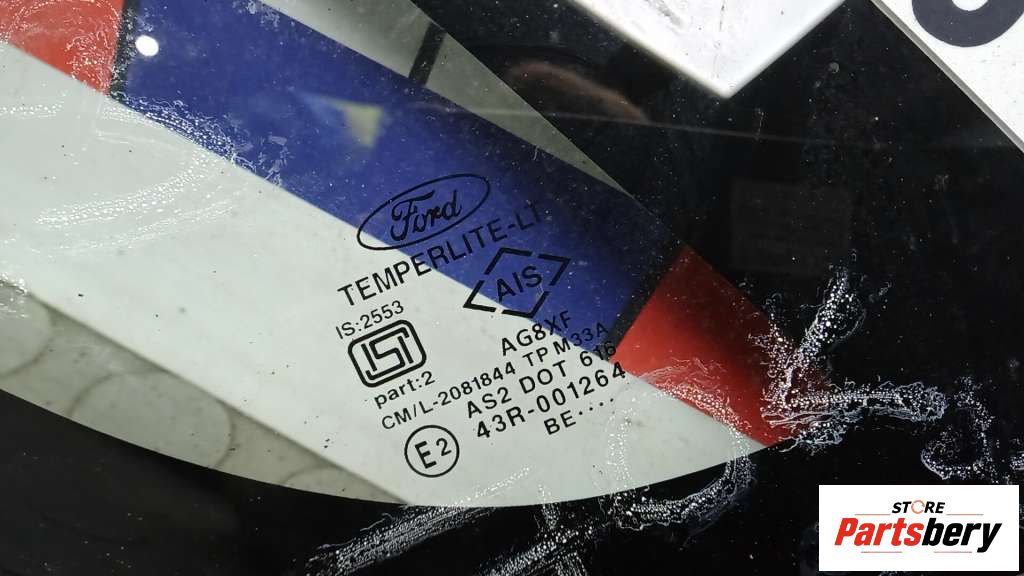 Ford
TEMPERLITE-LT
AIS
IS:2553
ISI
part:2
AG8XF
CM/L-2081844 TP M33A
AS2 DOT 616
43R-001264
E2
BE....
STORE
Partsbery